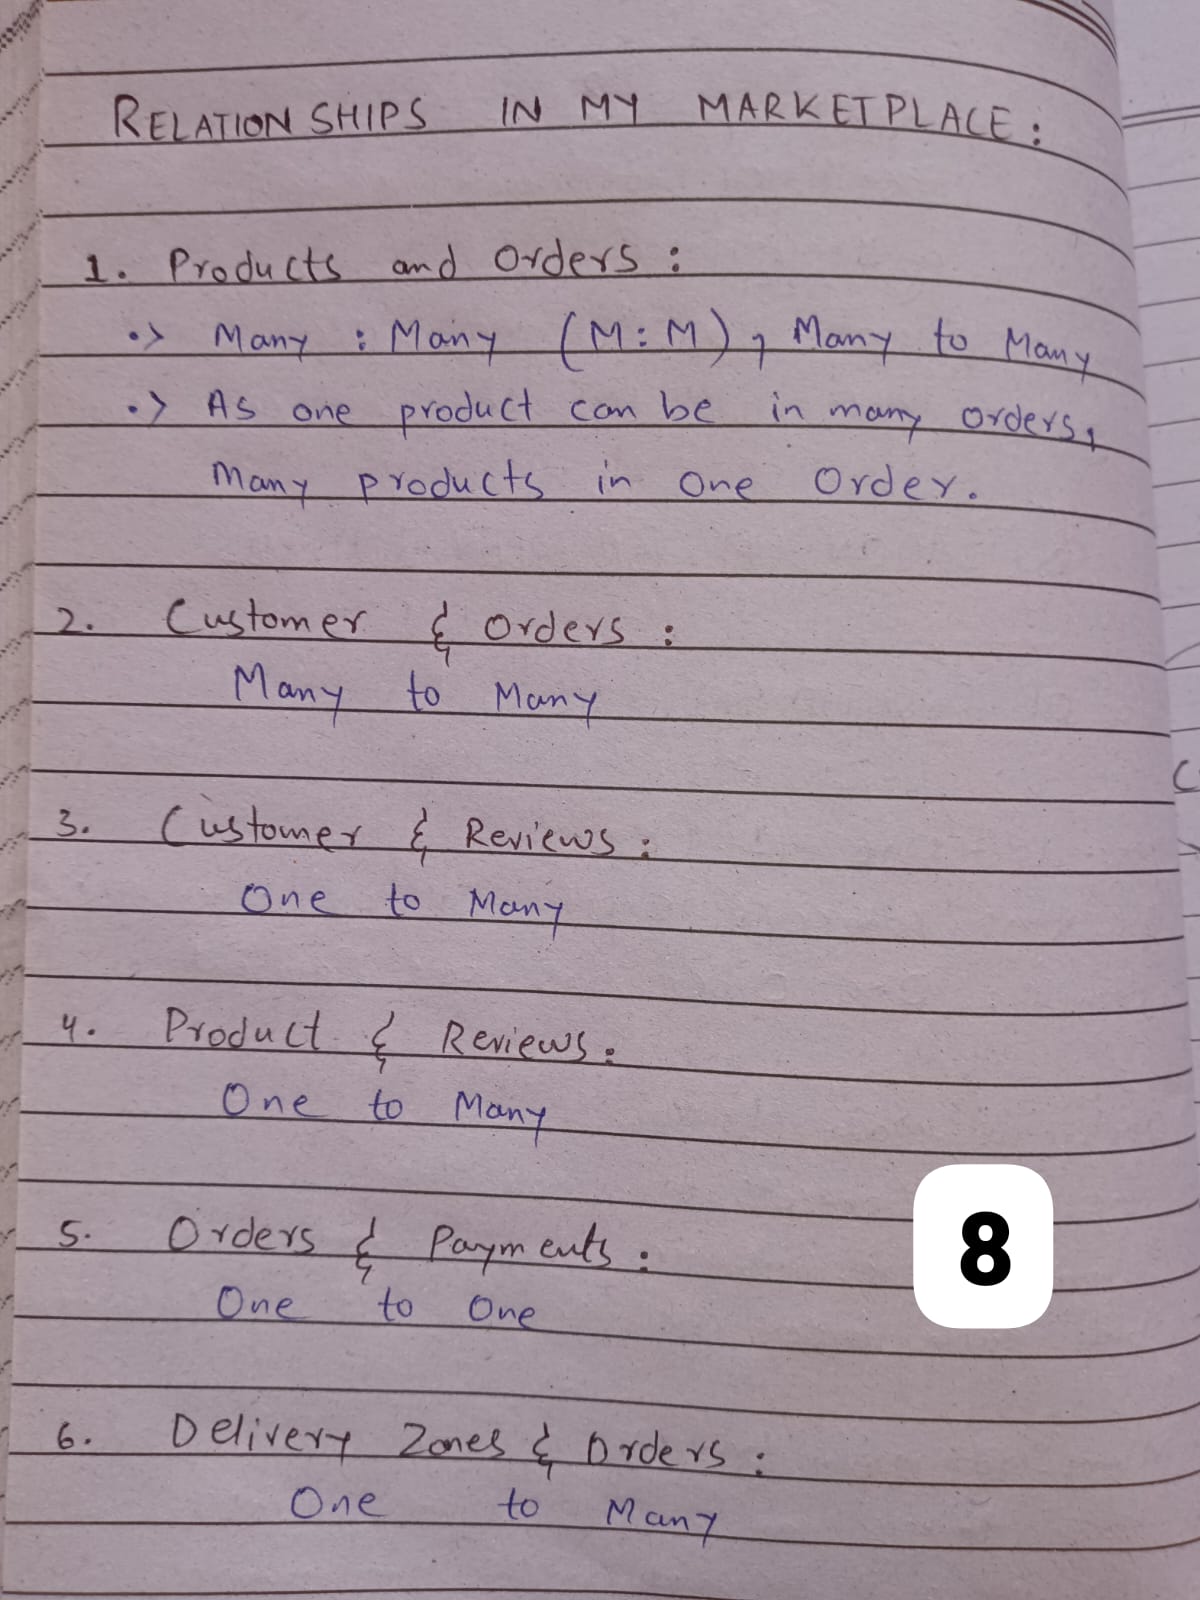 RELATIONSHIPS IN MY MARKETPLACE :
1. Products and Orders :
•> Many : Many (M:M), Many to Many
•> As one product can be in many orders,
Many products in one Order.
2. Customer & Orders :
Many to Many
3. Customer & Reviews :
One to Many
4. Product & Reviews :
One to Many
5. Orders & Payments :
One to One
6. Delivery Zones & Orders :
One to Many
8
C